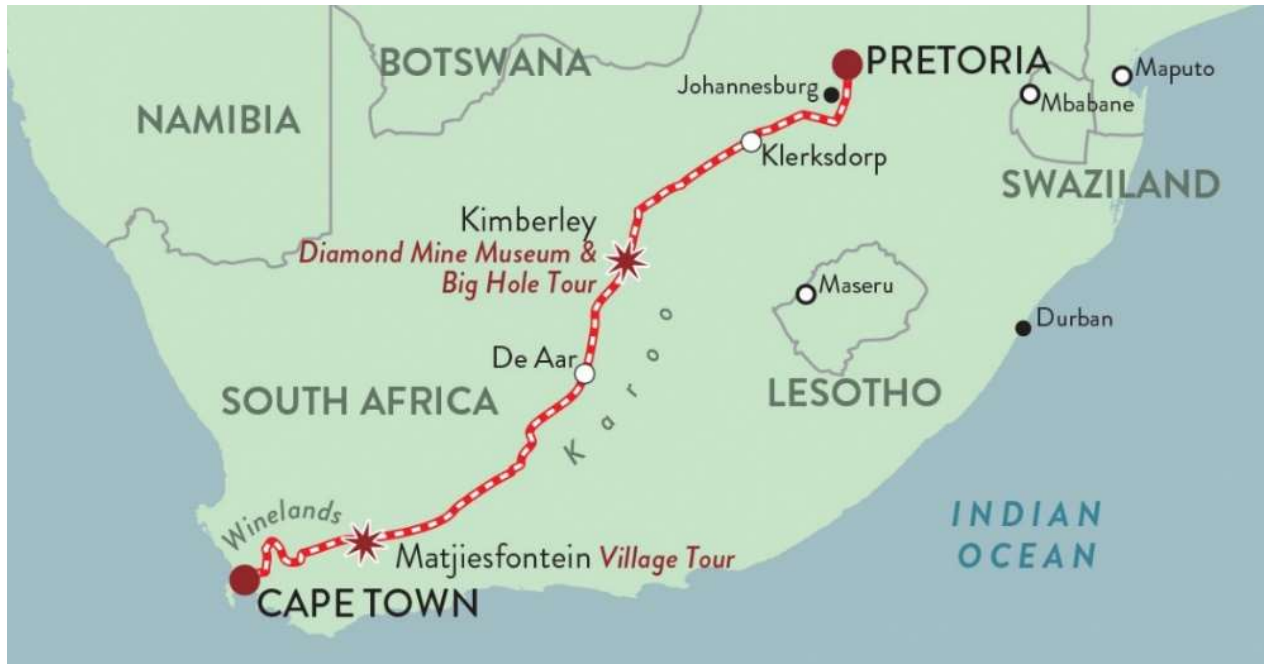 BOTSWANA
PRETORIA
Johannesburg
Maputo
Mbabane
NAMIBIA
Klerksdorp
SWAZILAND
Kimberley
Diamond Mine Museum &
Big Hole Tour
Maseru
Durban
De Aar
Karoo
SOUTH AFRICA
LESOTHO
Winelands
INDIAN
OCEAN
Matjiesfontein Village Tour
CAPE TOWN